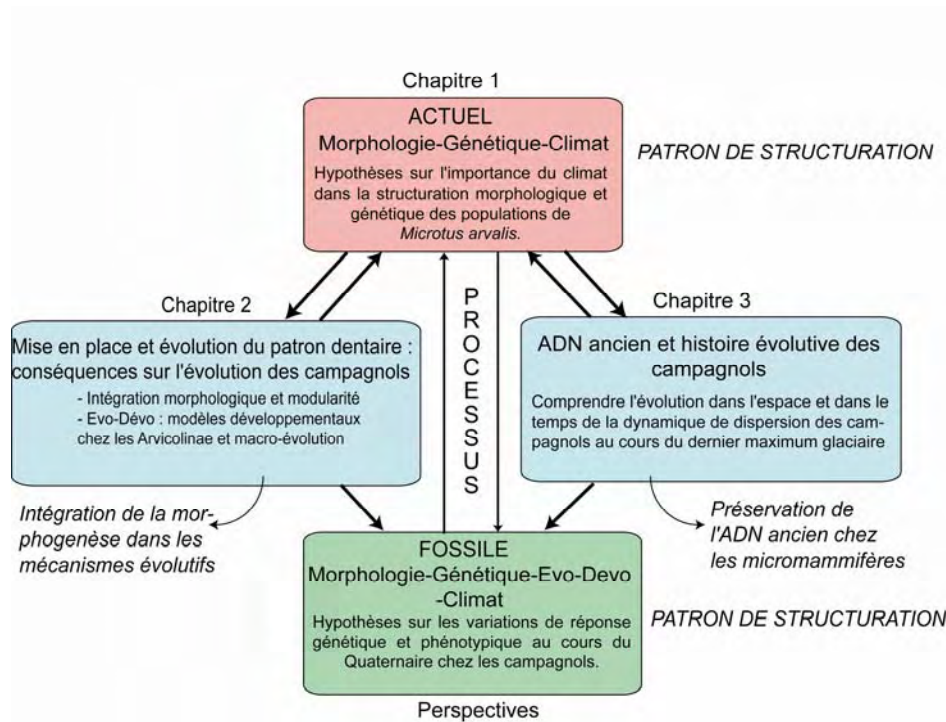 Chapitre 1
ACTUEL
Morphologie-Génétique-Climat
Hypothèses sur l'importance du climat
dans la structuration morphologique et
génétique des populations de
Microtus arvalis.
PATRON DE STRUCTURATION
Chapitre 2
Mise en place et évolution du patron dentaire :
conséquences sur l'évolution des campagnols
- Intégration morphologique et modularité
- Evo-Dévo : modèles développementaux
chez les Arvicolinae et macro-évolution
Intégration de la mor-
phogenèse dans les
mécanismes évolutifs
PROCESSUS
Chapitre 3
ADN ancien et histoire évolutive des
campagnols
Comprendre l'évolution dans l'espace et dans le
temps de la dynamique de dispersion des cam-
pagnols au cours du dernier maximum glaciaire
Préservation de
l'ADN ancien chez
les micromammifères
FOSSILE
Morphologie-Génétique-Evo-Devo
-Climat
Hypothèses sur les variations de réponse
génétique et phénotypique au cours du
Quaternaire chez les campagnols.
PATRON DE STRUCTURATION
Perspectives